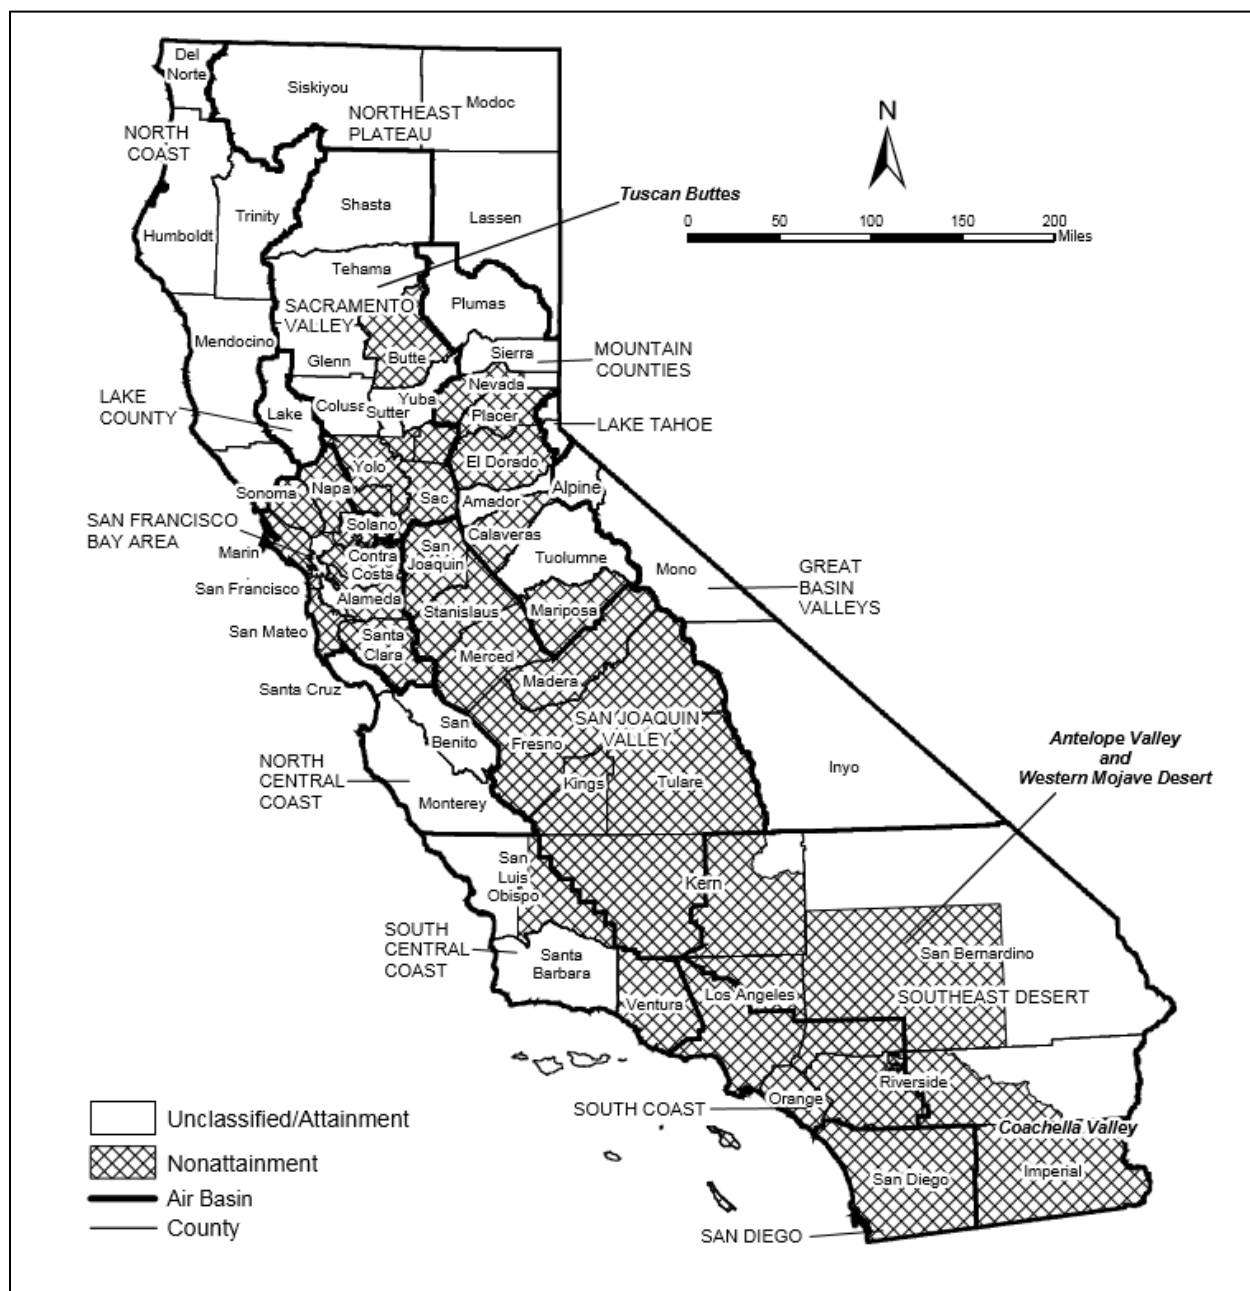 Del
Norte
Siskiyou
Modoc
NORTHEAST
PLATEAU
NORTH
COAST
N
Tuscan Buttes
Shasta
Trinity
Lassen
Humboldt
0 50 100 150 200
Miles
Tehama
Plumas
SACRAMENTO
VALLEY
Mendocino
Glenn
Butte
Sierra
MOUNTAIN
COUNTIES
Nevada
LAKE
COUNTY
Lake
Colusa
Sutter
Yuba
Placer
LAKE TAHOE
Yolo
El Dorado
Sonoma
Napa
Sac
Amador
Alpine
SAN FRANCISCO
BAY AREA
Solano
Calaveras
Marin
Contra
Costa
San
Joaquin
Tuolumne
Mono
GREAT
BASIN
VALLEYS
San Francisco
Alameda
Stanislaus
Mariposa
San Mateo
Santa
Clara
Merced
Madera
Santa Cruz
San
Benito
SAN JOAQUIN
VALLEY
Fresno
Antelope Valley
and
Western Mojave Desert
NORTH
CENTRAL
COAST
Monterey
Kings
Tulare
Inyo
San
Luis
Obispo
Kern
SOUTH
CENTRAL
COAST
Santa
Barbara
San Bernardino
Ventura
Los Angeles
SOUTHEAST DESERT
Riverside
Orange
SOUTH COAST
Coachella Valley
San Diego
Imperial
SAN DIEGO
Unclassified/Attainment
Nonattainment
Air Basin
County